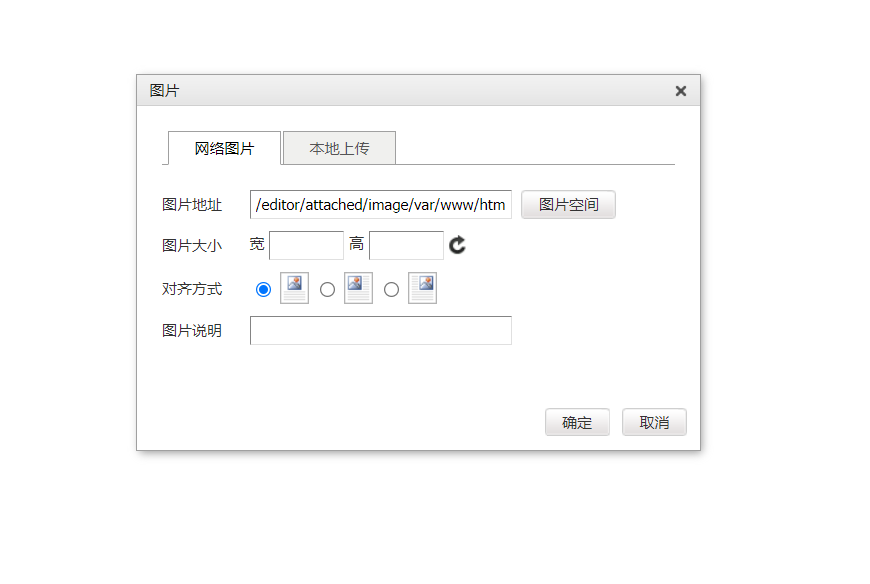 图片
网络图片 本地上传
图片地址 /editor/attached/image/var/www/htm 图片空间
图片大小 宽 高
对齐方式
图片说明
确定 取消